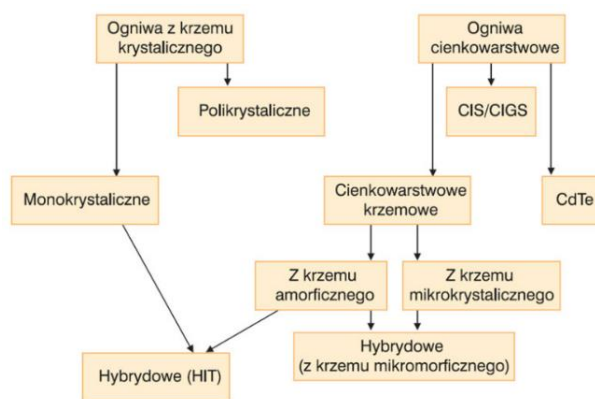 Ogniwa z krzemu
krystalicznego
Ogniwa
cienkowarstwowe
Polikrystaliczne
CIS/CIGS
Monokrystaliczne
Cienkowarstwowe
krzemowe
CdTe
Z krzemu
amorficznego
Z krzemu
mikrokrystalicznego
Hybrydowe (HIT)
Hybrydowe
(z krzemu mikromorficznego)